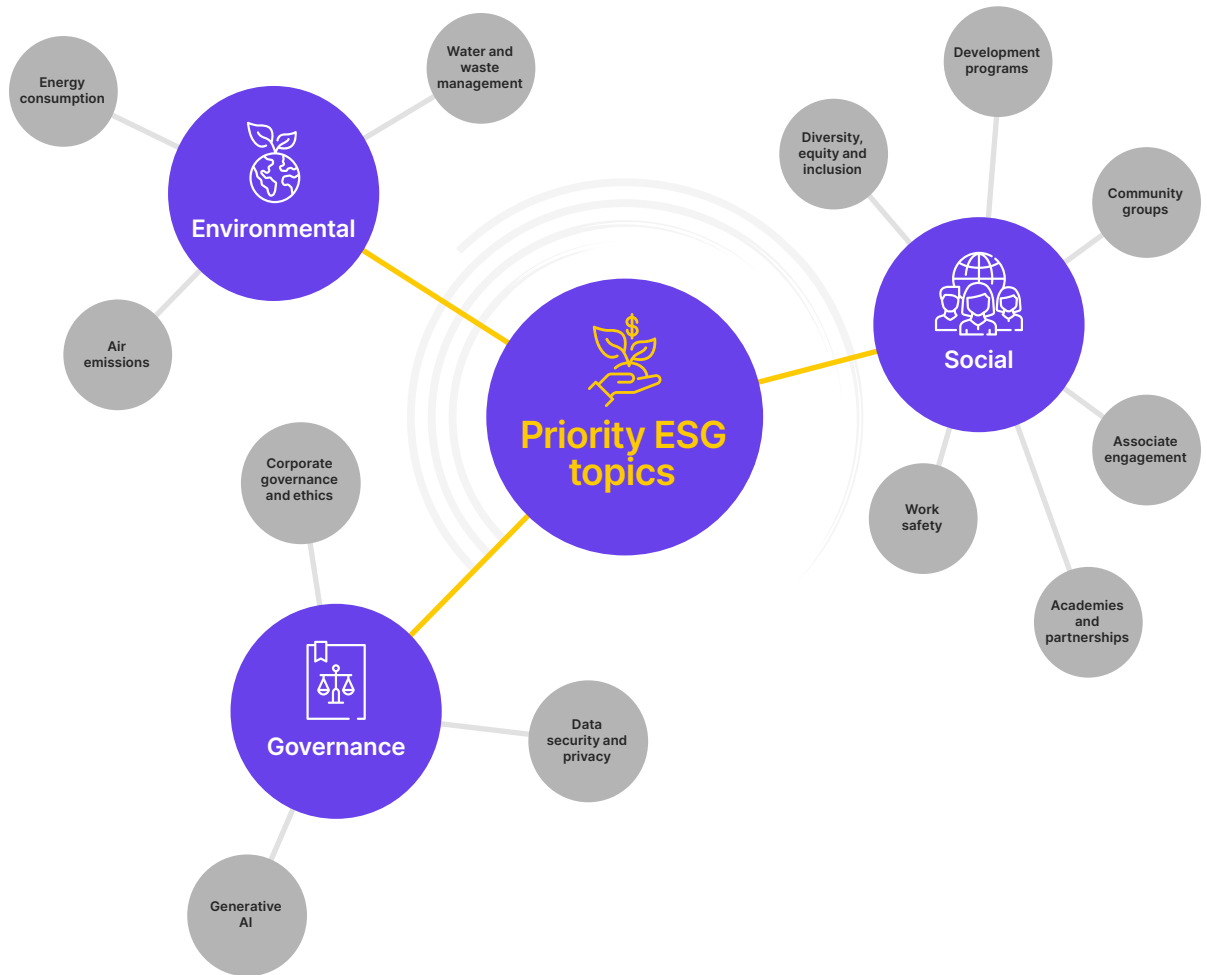 Water and
waste
management
Energy
consumption
Environmental
Air
emissions
Development
programs
Diversity,
equity and
inclusion
Community
groups
Social
Associate
engagement
Work
safety
Academies
and
partnerships
$
Priority ESG
topics
Corporate
governance
and ethics
Governance
Data
security and
privacy
Generative
AI